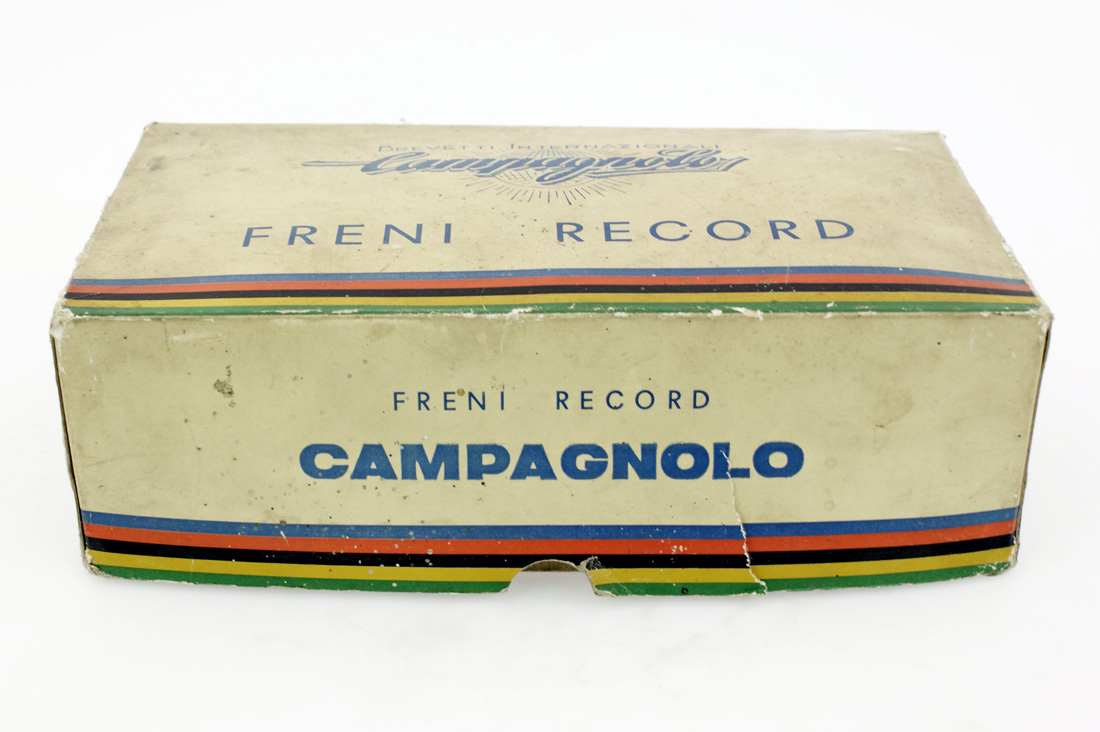 BREVETTI INTERNAZIONALI
Campagnolo
FRENI RECORD
FRENI RECORD
CAMPAGNOLO